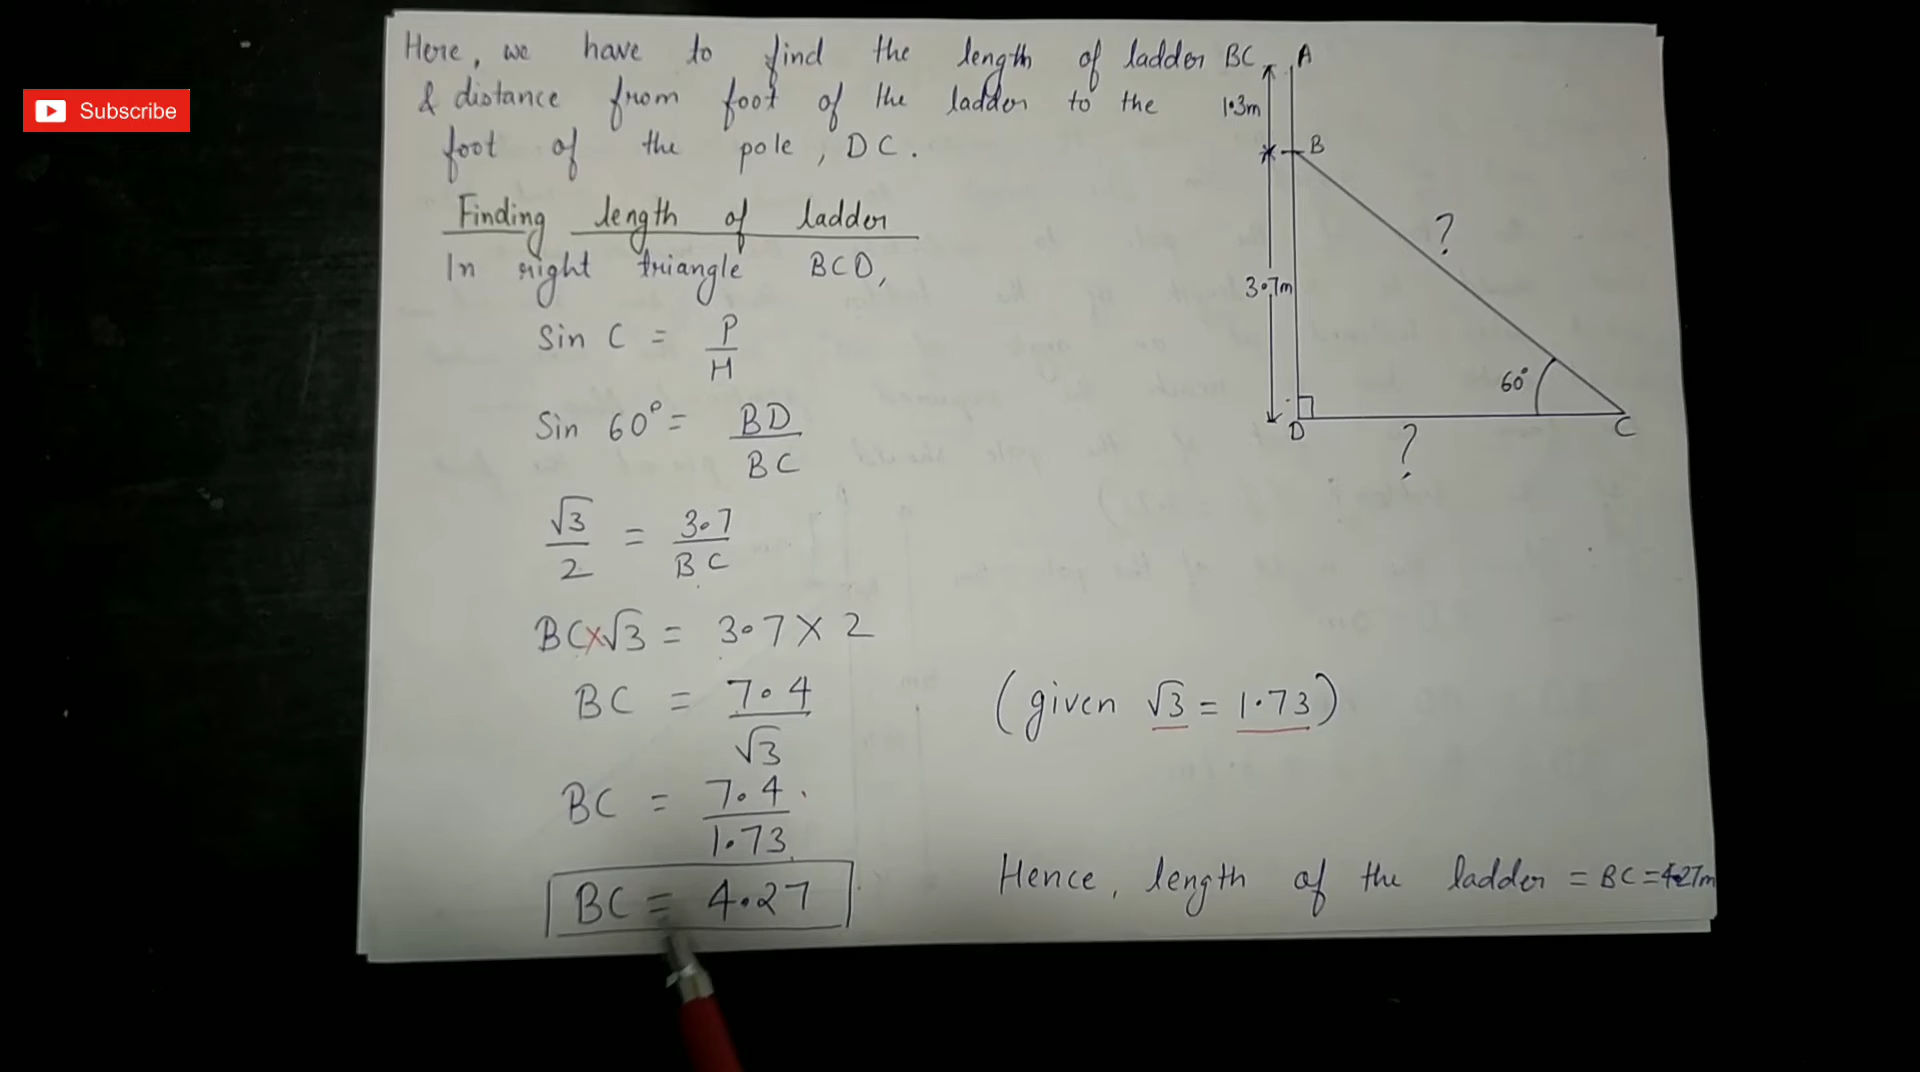 Subscribe
Here, we have to find the length of ladder BC
& distance from foot of the ladder to the
foot of the pole, DC.
Finding length of ladder
In right triangle BCD,
Sin C = P/H
Sin 60° = BD/BC
√3/2 = 3.7/BC
BC×√3 = 3.7 × 2
BC = 7.4/√3
(given √3 = 1.73)
BC = 7.4/1.73
BC = 4.27
Hence, length of the ladder = BC = 4.27m
A
1.3m
B
?
3.7m
60°
D
C
?